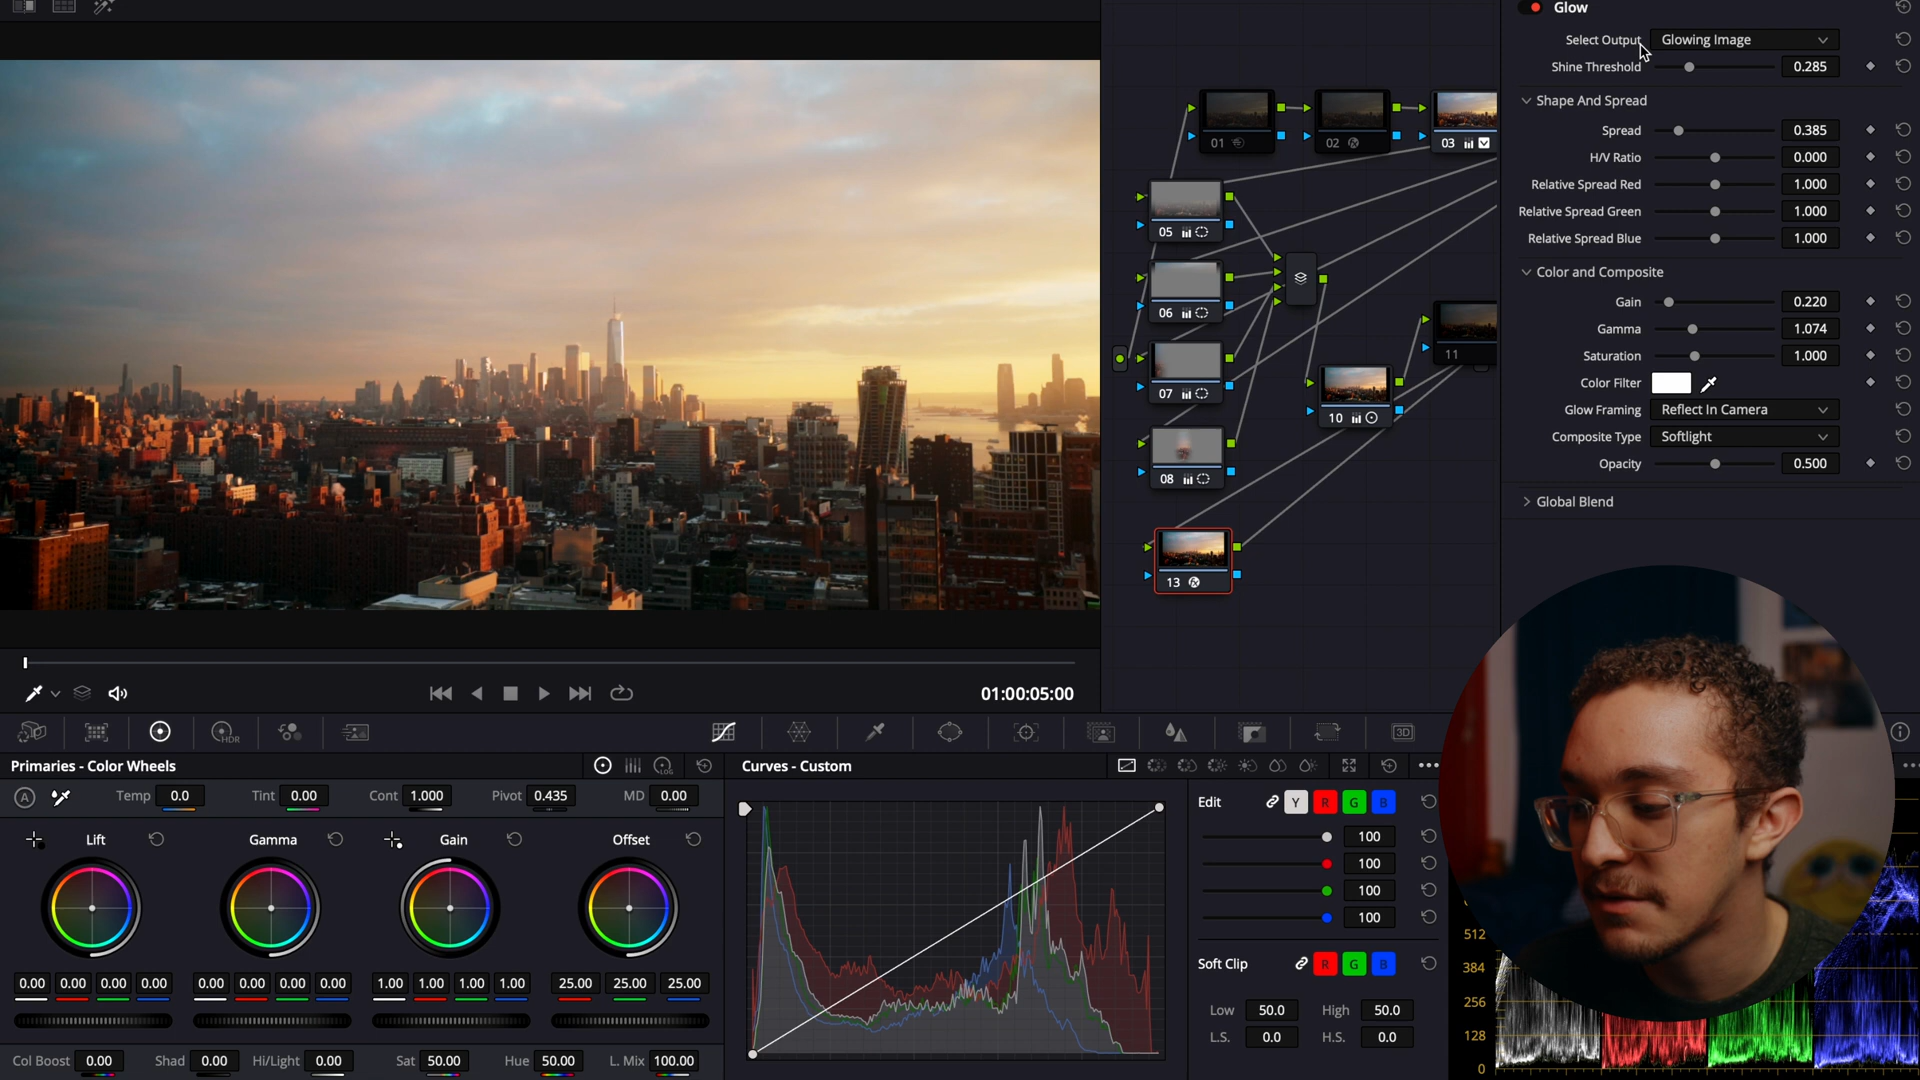 Glow
Select Output Glowing Image
Shine Threshold 0.285
Shape And Spread
Spread 0.385
H/V Ratio 0.000
Relative Spread Red 1.000
Relative Spread Green 1.000
Relative Spread Blue 1.000
Color and Composite
Gain 0.220
Gamma 1.074
Saturation 1.000
Color Filter
Glow Framing Reflect In Camera
Composite Type Softlight
Opacity 0.500
Global Blend
01
02
03
05
06
07
08
10
11
13
01:00:05:00
HDR
3D
Primaries - Color Wheels
LOG
Curves - Custom
A
Temp 0.0 Tint 0.00 Cont 1.000 Pivot 0.435 MD 0.00
Lift Gamma Gain Offset
0.00 0.00 0.00 0.00 0.00 0.00 0.00 0.00 1.00 1.00 1.00 1.00 25.00 25.00 25.00
Col Boost 0.00 Shad 0.00 Hi/Light 0.00 Sat 50.00 Hue 50.00 L. Mix 100.00
Edit Y R G B
100
100
100
100
Soft Clip R G B
Low 50.0 High 50.0
L.S. 0.0 H.S. 0.0
512
384
256
128
0